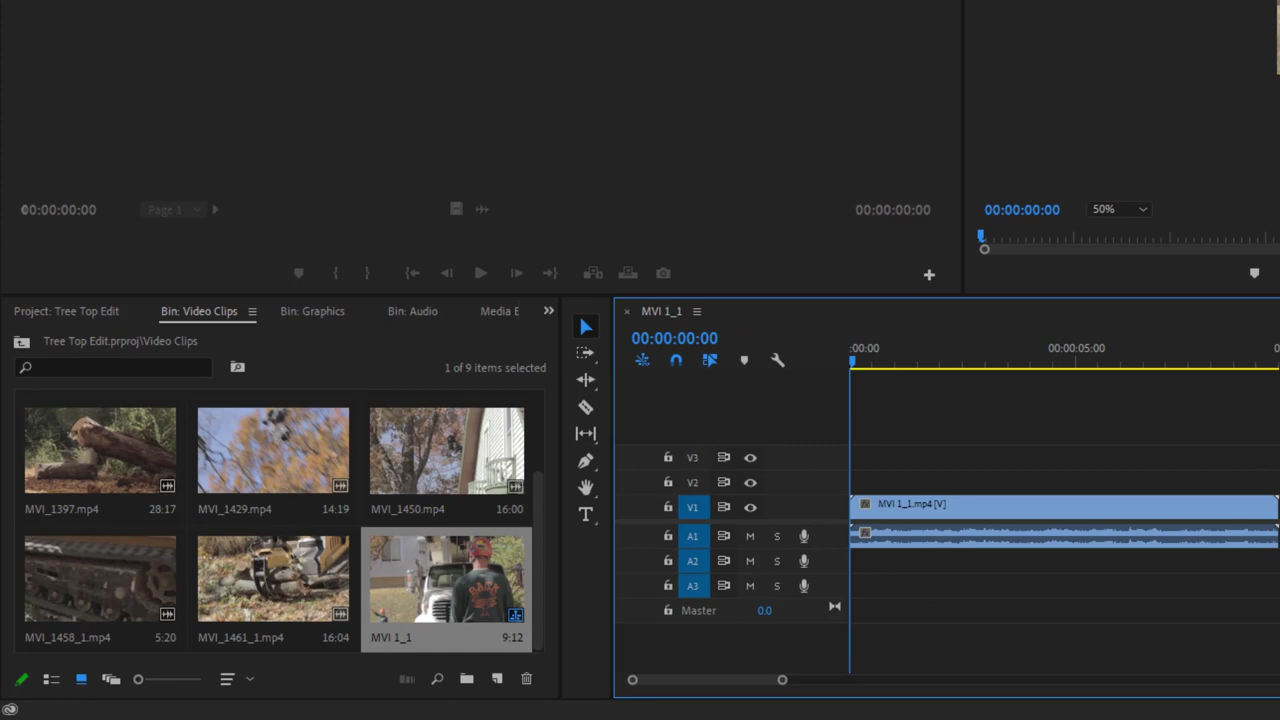 00:00:00:00
Page 1
00:00:00:00
00:00:00:00
50%
Project: Tree Top Edit
Bin: Video Clips
Bin: Graphics
Bin: Audio
Media E
MVI 1_1
Tree Top Edit.prproj\Video Clips
00:00:00:00
1 of 9 items selected
:00:00
00:00:05:00
0
MVI_1397.mp4 28:17
MVI_1429.mp4 14:19
MVI_1450.mp4 16:00
V3
V2
V1
MVI 1_1.mp4 [V]
A1 M S
A2 M S
A3 M S
Master 0.0
MVI_1458_1.mp4 5:20
MVI_1461_1.mp4 16:04
MVI 1_1 9:12
T